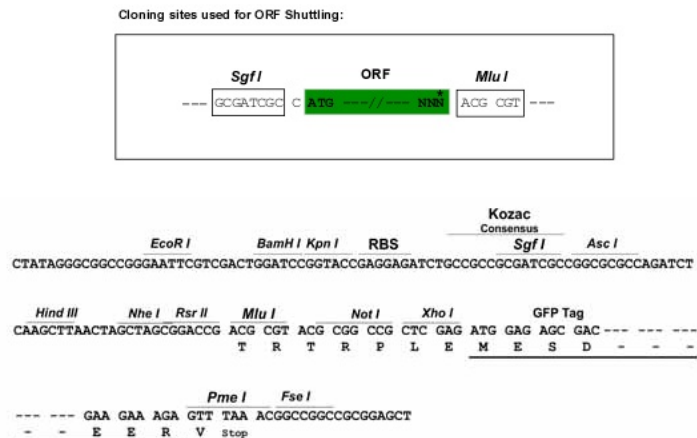 Cloning sites used for ORF Shuttling:
Sgf I ORF Mlu I
--- GCGATCGC C ATG ---//--- NNN* ACG CGT ---
Kozac
Consensus
EcoR I BamH I Kpn I RBS Sgf I Asc I
CTATAGGGCGGCCGGGAATTCGTCGACTGGATCCGGTACCGAGGAGATCTGCCGCCGCGATCGCCGGCGCGCCAGATCT
Hind III Nhe I Rsr II Mlu I Not I Xho I GFP Tag
CAAGCTTAACTAGCTAGCGGACCG ACG CGT ACG CGG CCG CTC GAG ATG GAG AGC GAC--- --- ---
T R T R P L E M E S D - - -
Pme I Fse I
--- --- GAA GAA AGA GTT TAA ACGGCCGGCCGCGGAGCT
- - E E R V Stop